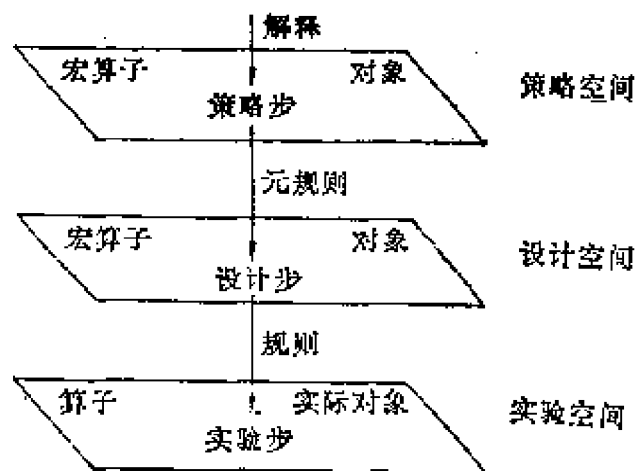 解释
宏算子 对象
策略步 策略空间
元规则
宏算子 对象
设计步 设计空间
规则
算子 实际对象
实验步 实验空间